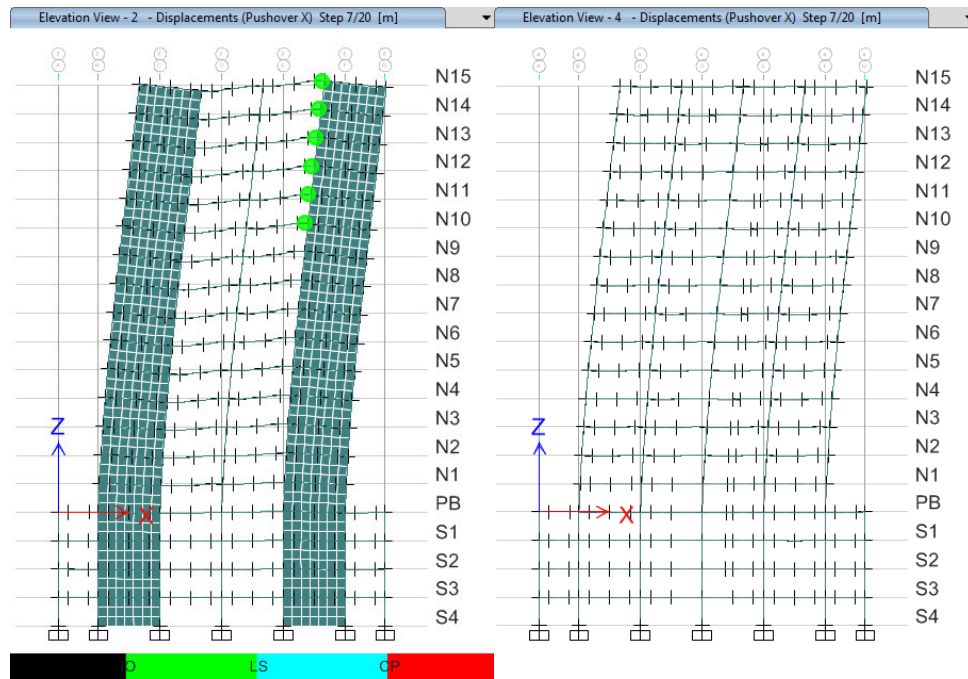 Elevation View - 2 - Displacements (Pushover X) Step 7/20 [m]
N15
N14
N13
N12
N11
N10
N9
N8
N7
N6
N5
N4
N3
N2
N1
PB
S1
S2
S3
S4
Z
X
Elevation View - 4 - Displacements (Pushover X) Step 7/20 [m]
N15
N14
N13
N12
N11
N10
N9
N8
N7
N6
N5
N4
N3
N2
N1
PB
S1
S2
S3
S4
Z
X
IO LS CP